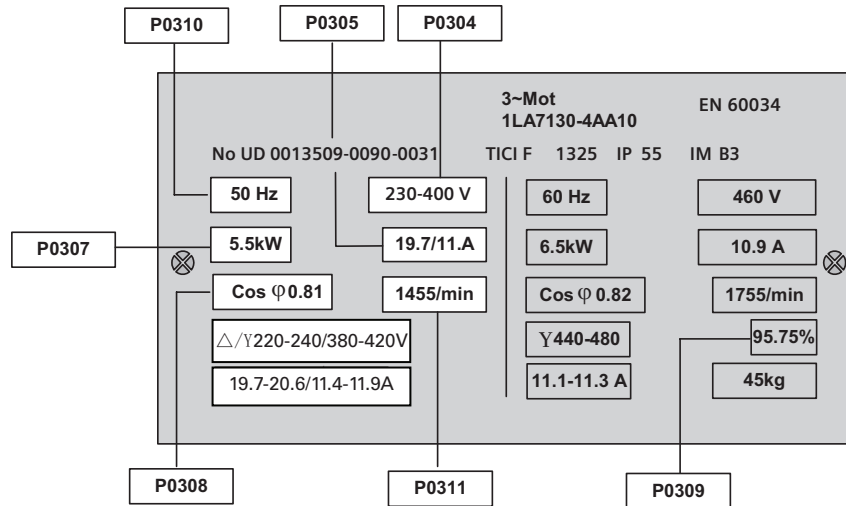 P0310
P0305
P0304
3~Mot
1LA7130-4AA10
EN 60034
No UD 0013509-0090-0031
TICI F 1325 IP 55 IM B3
50 Hz
230-400 V
60 Hz
460 V
P0307
5.5kW
19.7/11.A
6.5kW
10.9 A
Cos φ 0.81
1455/min
Cos φ 0.82
1755/min
△/Y220-240/380-420V
Y440-480
95.75%
19.7-20.6/11.4-11.9A
11.1-11.3 A
45kg
P0308
P0311
P0309